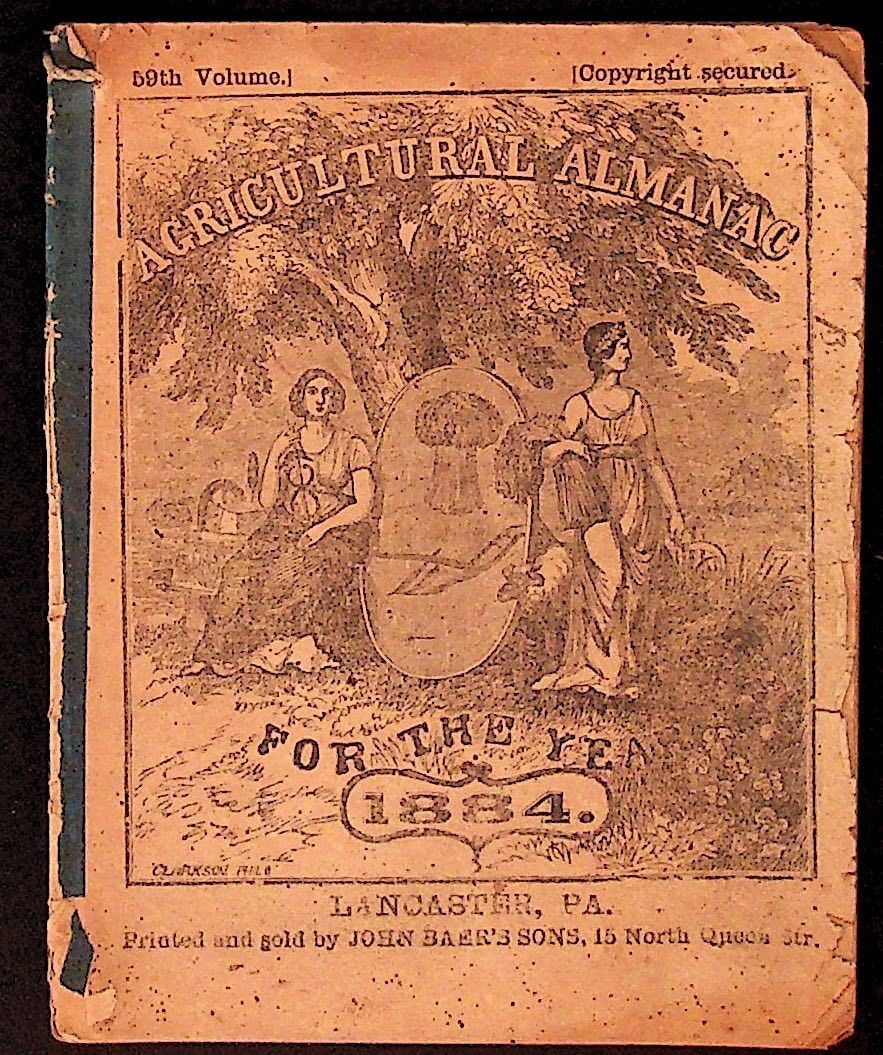 59th Volume.] [Copyright secured.
AGRICULTURAL ALMANAC
FOR THE YEA
1884.
CLARKSON PHILA
LANCASTER, PA.
Printed and sold by JOHN BAER'S SONS, 15 North Queen Str.